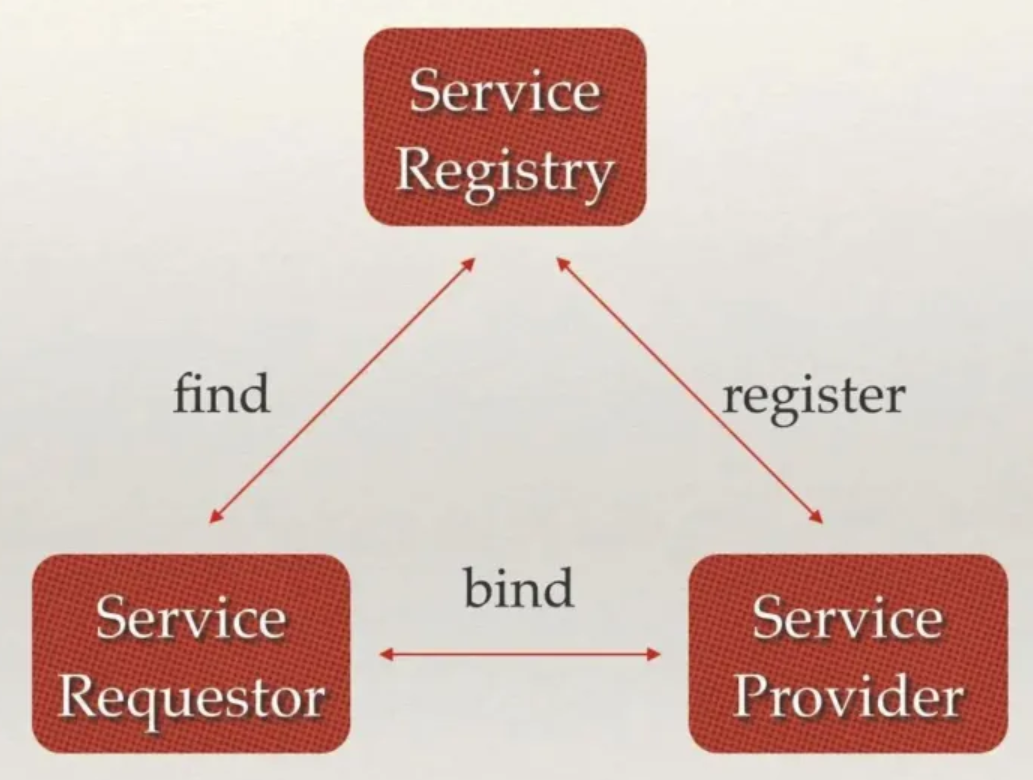 Service
Registry
find
register
bind
Service
Requestor
Service
Provider